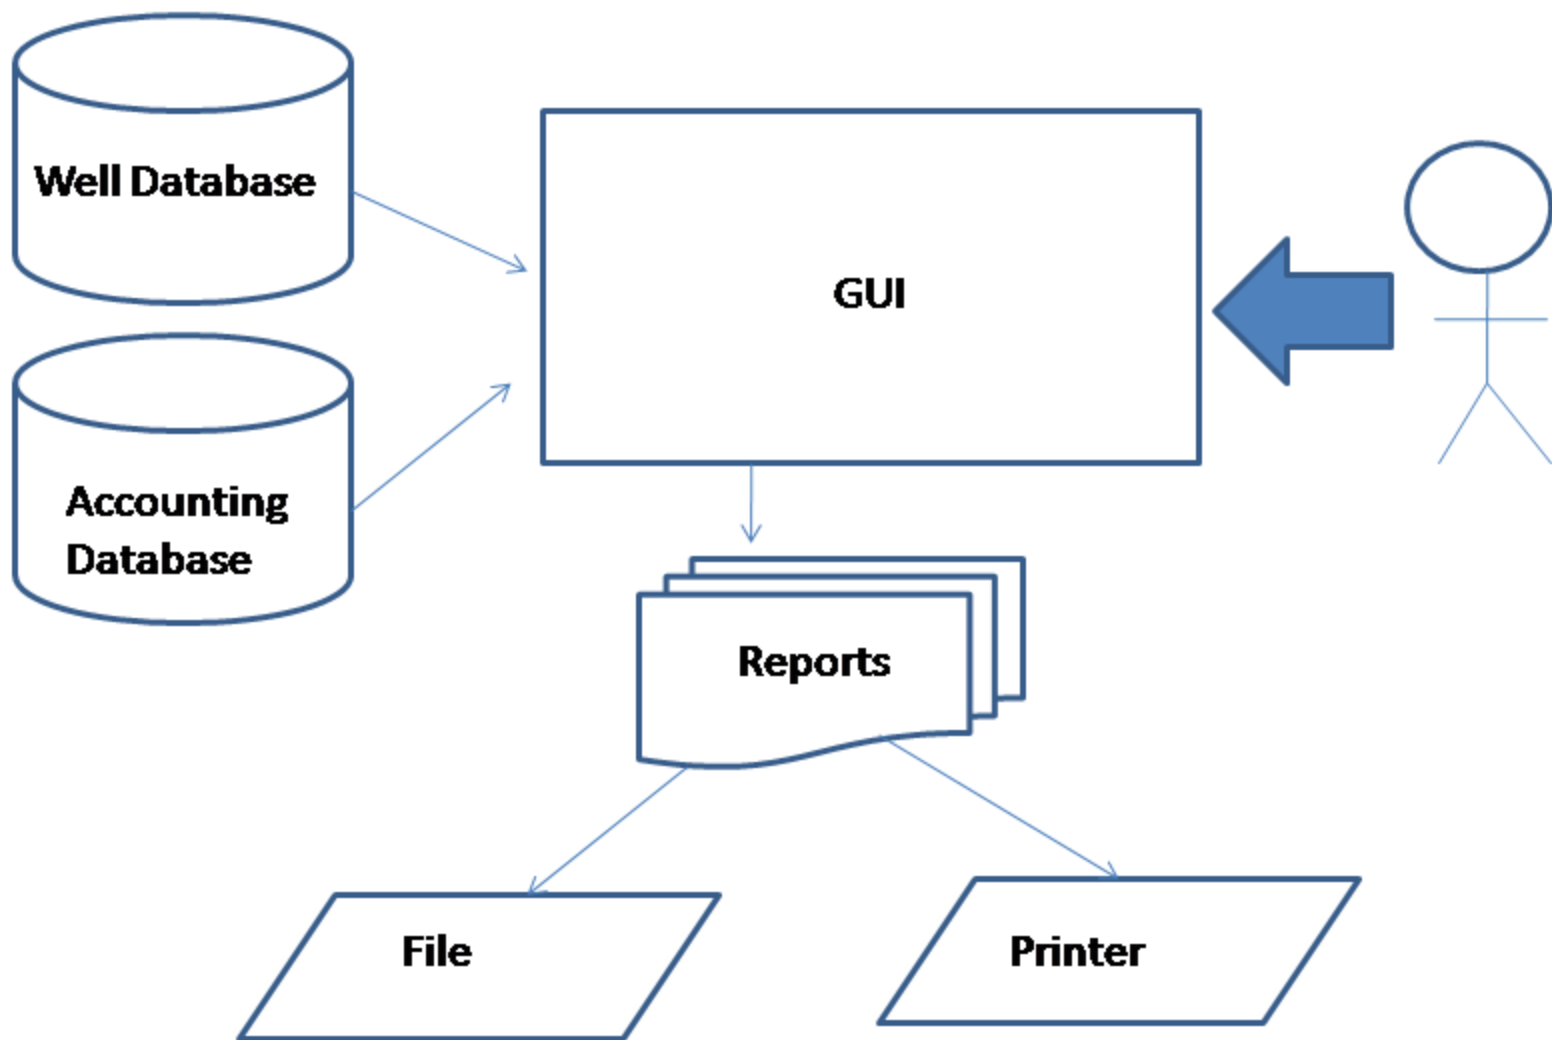 Well Database
GUI
Accounting
Database
Reports
File
Printer